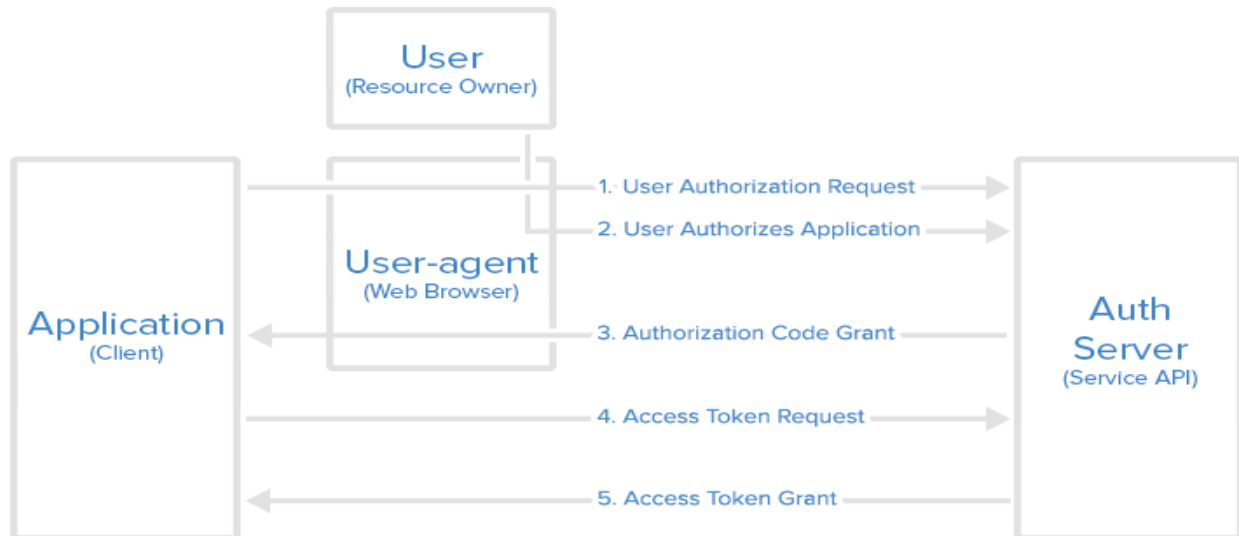 User
(Resource Owner)
1. User Authorization Request
2. User Authorizes Application
User-agent
(Web Browser)
Application
(Client)
3. Authorization Code Grant
Auth
Server
(Service API)
4. Access Token Request
5. Access Token Grant